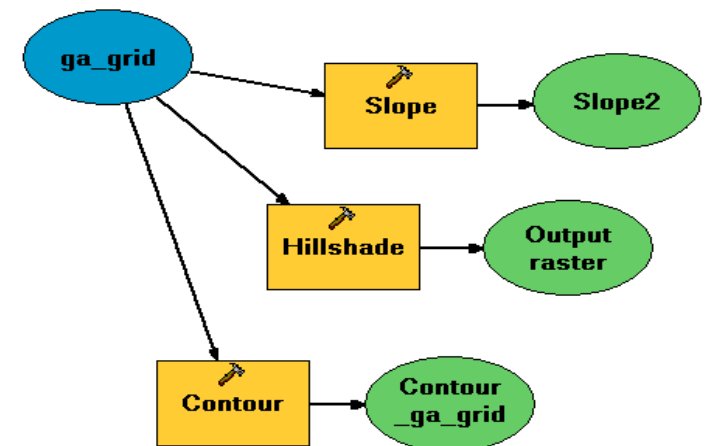 ga_grid
Slope
Slope2
Hillshade
Output
raster
Contour
Contour
_ga_grid